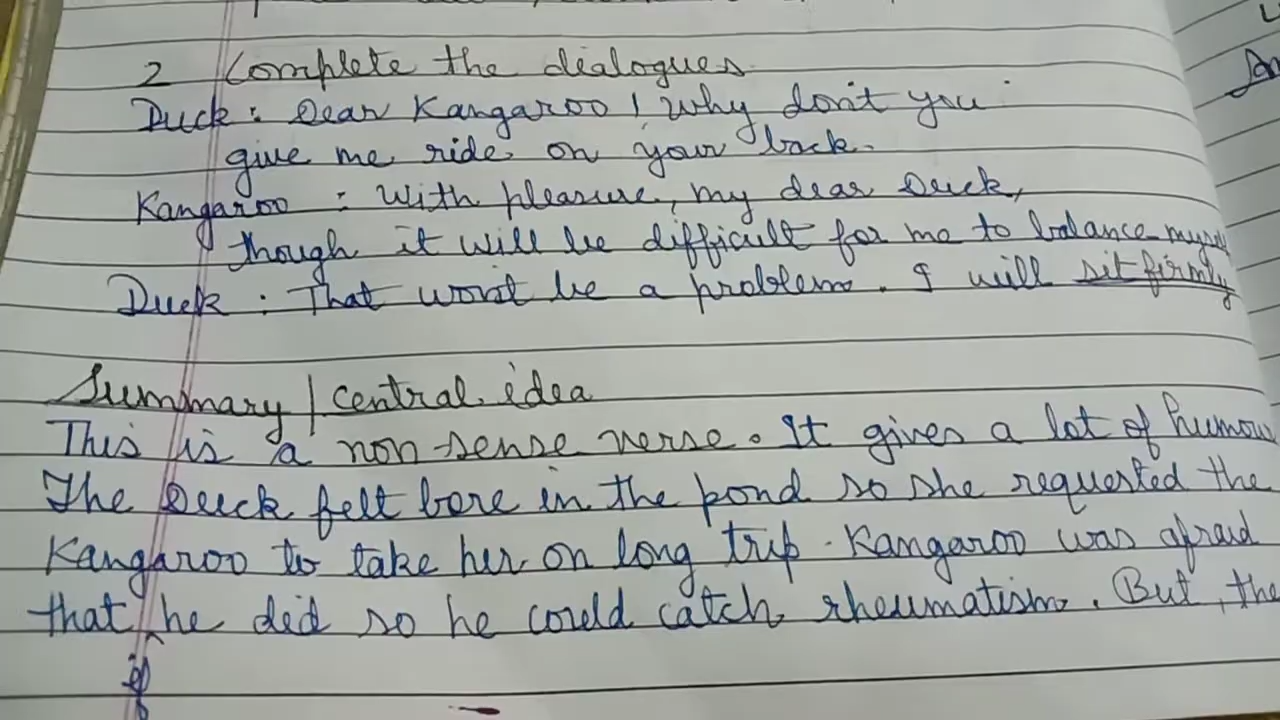 2 Complete the dialogues
Duck : Dear Kangaroo ! Why don't you
give me ride on your back.
Kangaroo : With pleasure, my dear Duck,
though it will be difficult for me to balance myself
Duck : That won't be a problem. I will sit firmly
Summary / central idea
This is a non-sense verse. It gives a lot of humour
The Duck felt bore in the pond so she requested the
Kangaroo to take her on long trip. Kangaroo was afraid
that he did so he could catch rheumatism. But, the
if